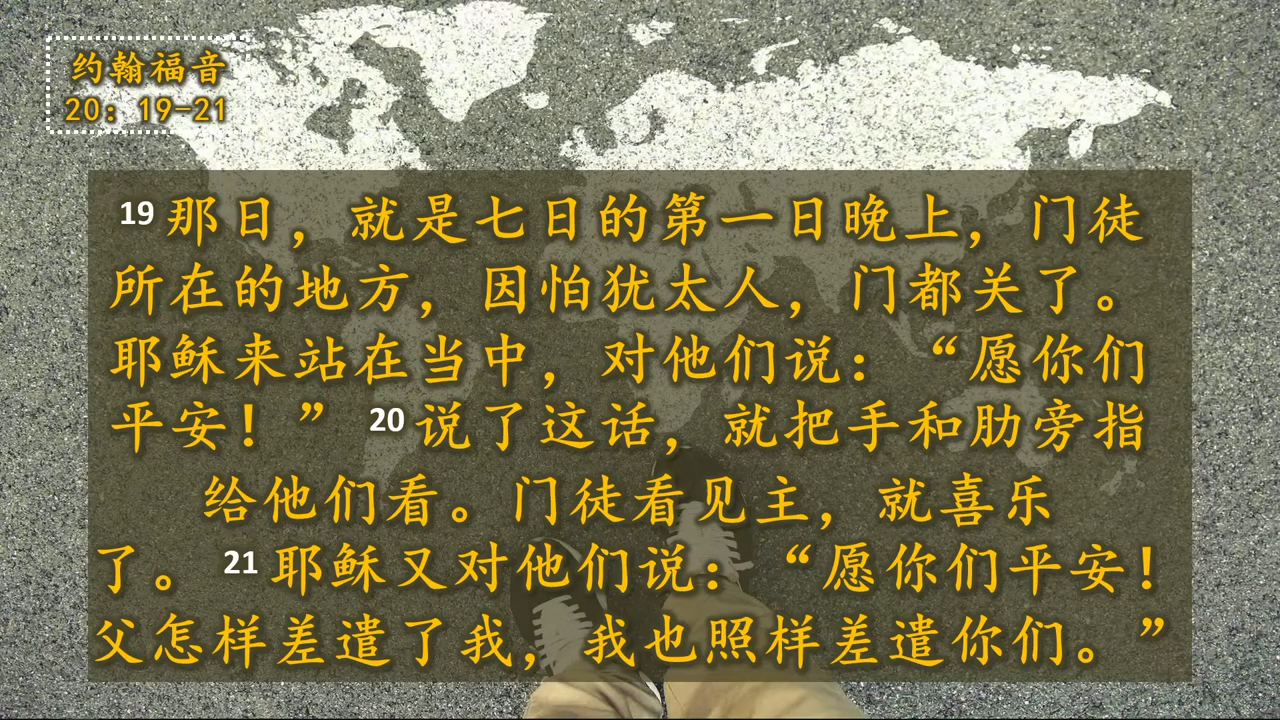 约翰福音
20：19-21
19 那日，就是七日的第一日晚上，门徒
所在的地方，因怕犹太人，门都关了。
耶稣来站在当中，对他们说：“愿你们
平安！” 20 说了这话，就把手和肋旁指
给他们看。门徒看见主，就喜乐
了。 21 耶稣又对他们说：“愿你们平安！
父怎样差遣了我，我也照样差遣你们。”